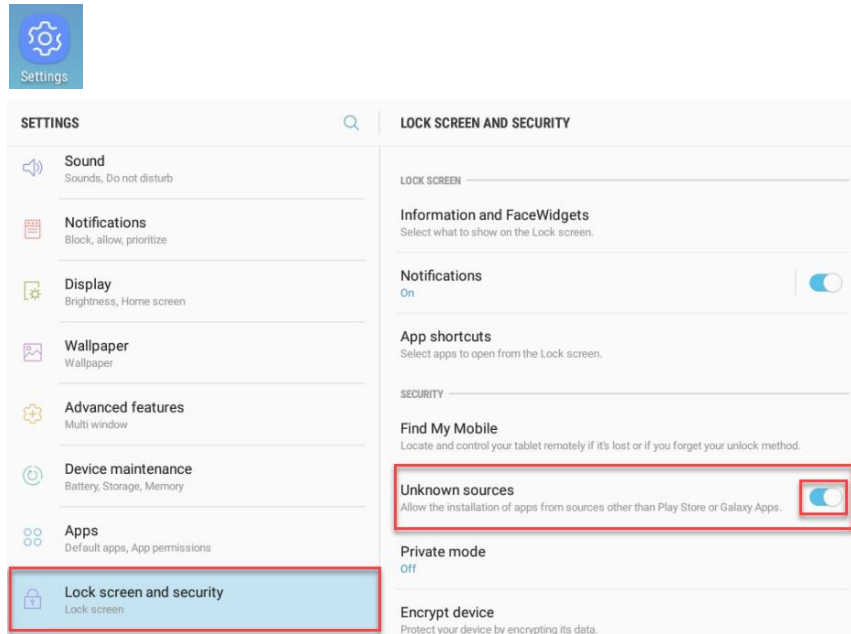 Settings
SETTINGS
Sound
Sounds, Do not disturb
Notifications
Block, allow, prioritize
Display
Brightness, Home screen
Wallpaper
Wallpaper
Advanced features
Multi window
Device maintenance
Battery, Storage, Memory
Apps
Default apps, App permissions
Lock screen and security
Lock screen
LOCK SCREEN AND SECURITY
LOCK SCREEN
Information and FaceWidgets
Select what to show on the Lock screen.
Notifications
On
App shortcuts
Select apps to open from the Lock screen.
SECURITY
Find My Mobile
Locate and control your tablet remotely if it's lost or if you forget your unlock method.
Unknown sources
Allow the installation of apps from sources other than Play Store or Galaxy Apps.
Private mode
Off
Encrypt device
Protect your device by encrypting its data.